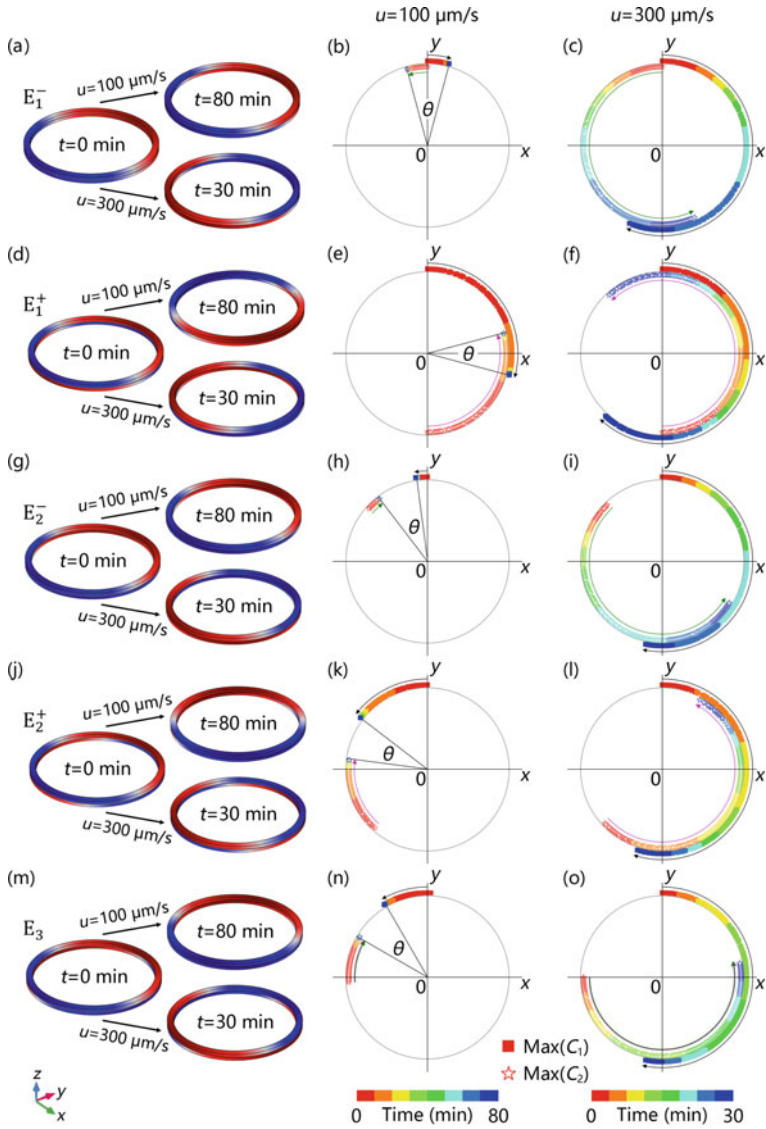 u=100 μm/s u=300 μm/s
(a) (b) y (c) y
E₁⁻ u=100 μm/s t=80 min
t=0 min θ
0 x 0 x
u=300 μm/s t=30 min
(d) (e) y (f) y
E₁⁺ u=100 μm/s t=80 min
t=0 min θ
0 x 0 x
u=300 μm/s t=30 min
(g) (h) y (i) y
E₂⁻ u=100 μm/s t=80 min
t=0 min θ
0 x 0 x
u=300 μm/s t=30 min
(j) (k) y (l) y
E₂⁺ u=100 μm/s t=80 min
t=0 min θ
0 x 0 x
u=300 μm/s t=30 min
(m) (n) y (o) y
E₃ u=100 μm/s t=80 min
t=0 min θ
0 x 0 x
u=300 μm/s t=30 min
Max(C₁)
Max(C₂)
z y x
0 Time (min) 80 0 Time (min) 30